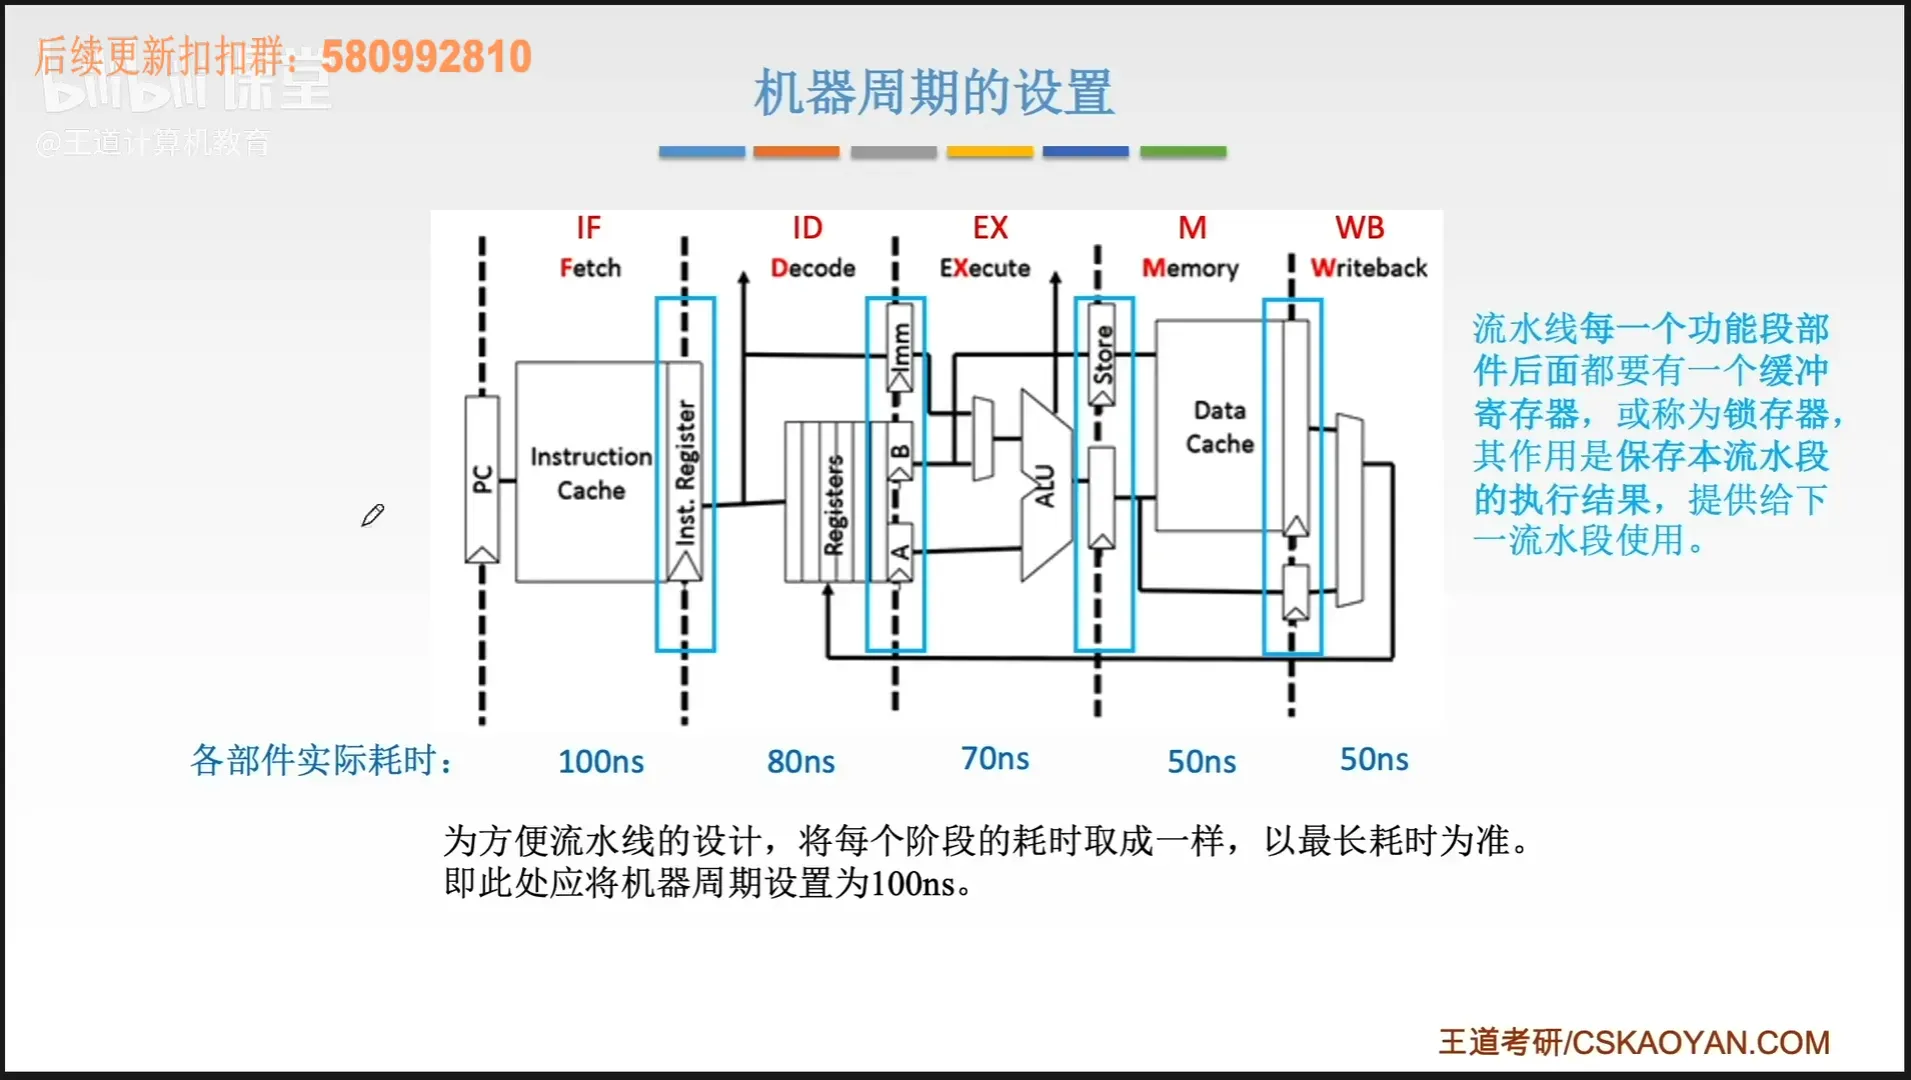 后续更新扣扣群：580992810
bilibili 课堂
@王道计算机教育
机器周期的设置
IF
ID
EX
M
WB
Fetch
Decode
EXecute
Memory
Writeback
PC
Instruction
Cache
Inst. Register
Registers
Imm
B
A
ALU
Store
Data
Cache
流水线每一个功能段部
件后面都要有一个缓冲
寄存器，或称为锁存器，
其作用是保存本流水段
的执行结果，提供给下
一流水段使用。
各部件实际耗时：
100ns
80ns
70ns
50ns
50ns
为方便流水线的设计，将每个阶段的耗时取成一样，以最长耗时为准。
即此处应将机器周期设置为100ns。
王道考研/CSKAOYAN.COM